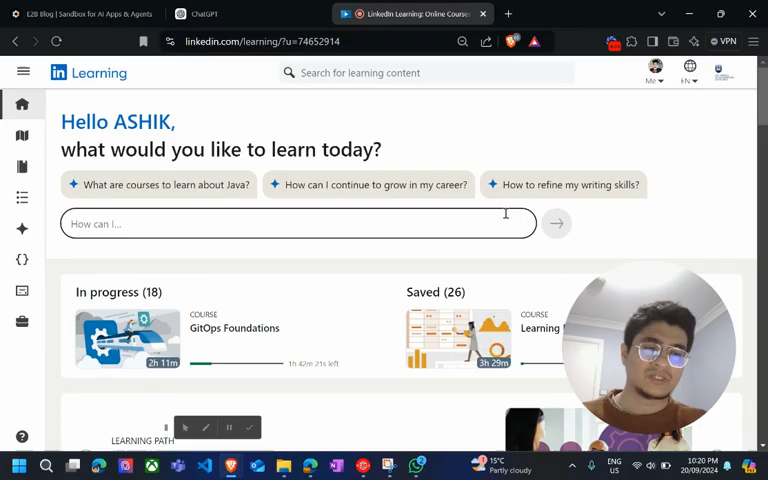 E2B Blog | Sandbox for AI Apps & Agents
ChatGPT
LinkedIn Learning: Online Course
linkedin.com/learning/?u=74652914
VPN
in Learning
Search for learning content
Me
EN
Hello ASHIK,
what would you like to learn today?
What are courses to learn about Java?
How can I continue to grow in my career?
How to refine my writing skills?
How can I...
In progress (18)
Saved (26)
COURSE
GitOps Foundations
2h 11m
1h 42m 21s left
COURSE
Learning
3h 29m
LEARNING PATH
15°C
Partly cloudy
ENG
US
10:20 PM
20/09/2024